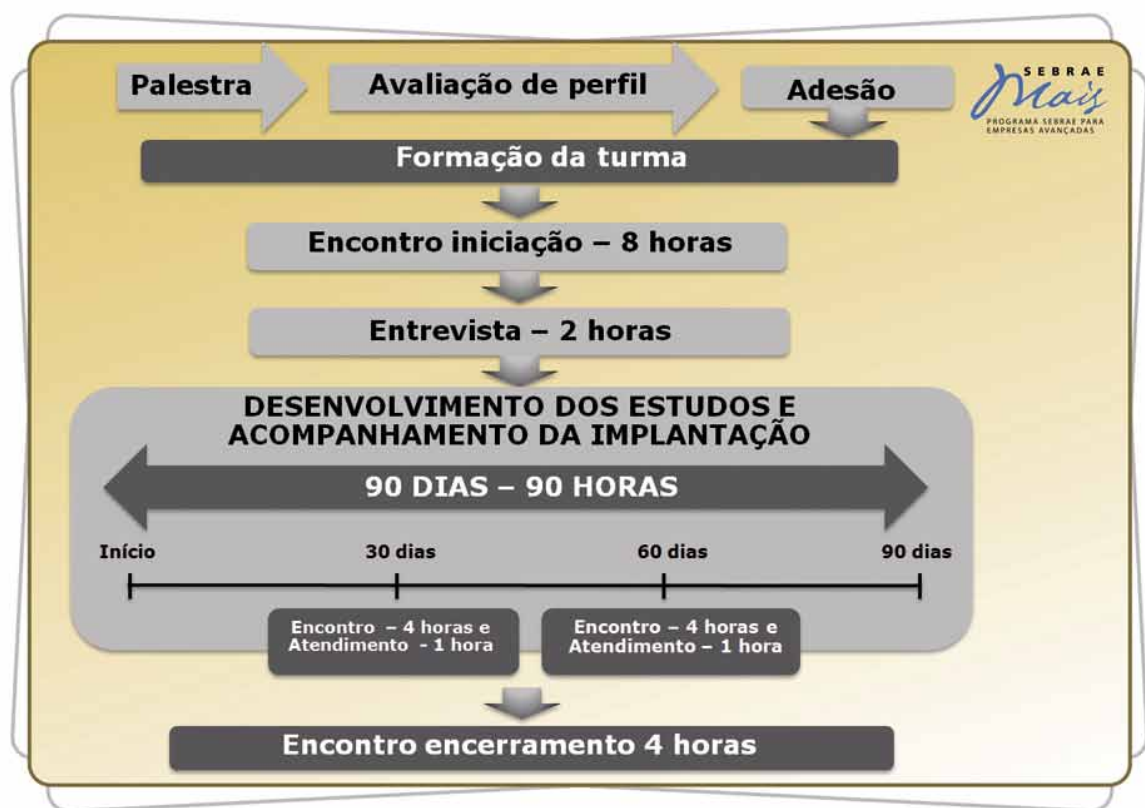 Palestra
Avaliação de perfil
Adesão
SEBRAE
Mais
PROGRAMA SEBRAE PARA
EMPRESAS AVANÇADAS
Formação da turma
Encontro iniciação – 8 horas
Entrevista – 2 horas
DESENVOLVIMENTO DOS ESTUDOS E
ACOMPANHAMENTO DA IMPLANTAÇÃO
90 DIAS – 90 HORAS
Início
30 dias
60 dias
90 dias
Encontro – 4 horas e
Atendimento - 1 hora
Encontro – 4 horas e
Atendimento – 1 hora
Encontro encerramento 4 horas